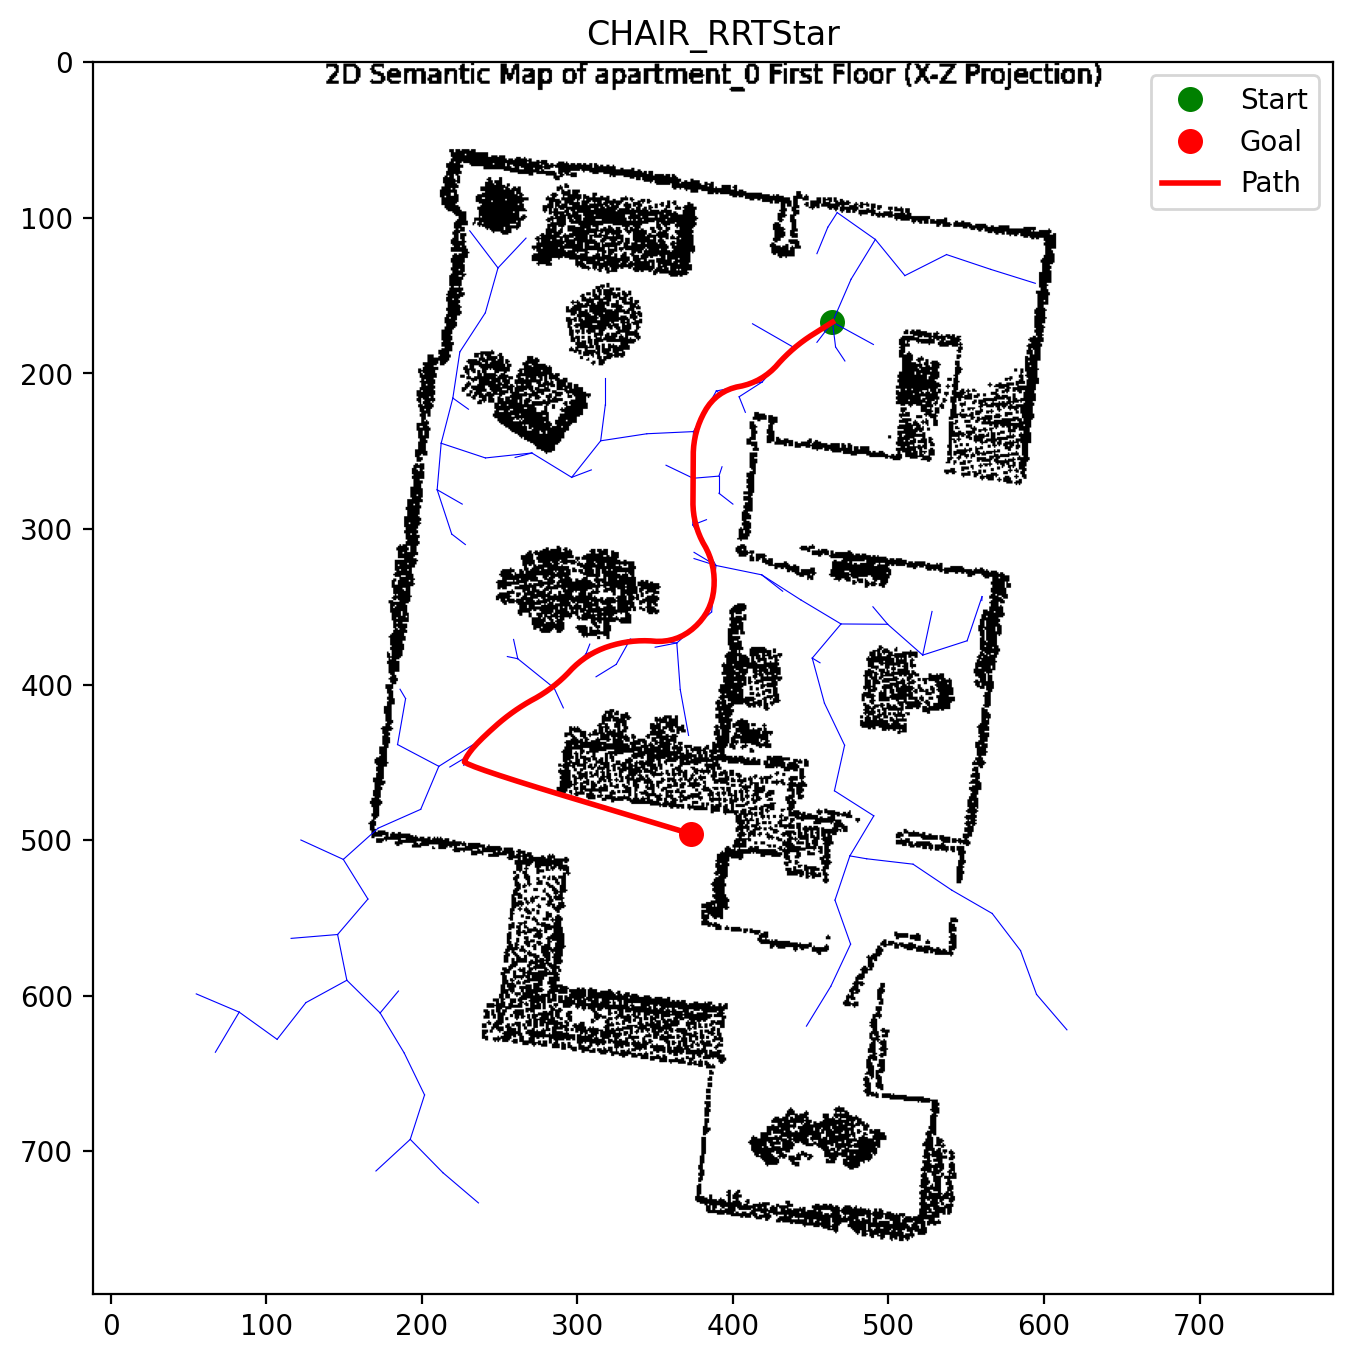 CHAIR_RRTStar
2D Semantic Map of apartment_0 First Floor (X-Z Projection)
Start
Goal
Path
0
100
200
300
400
500
600
700
0 100 200 300 400 500 600 700